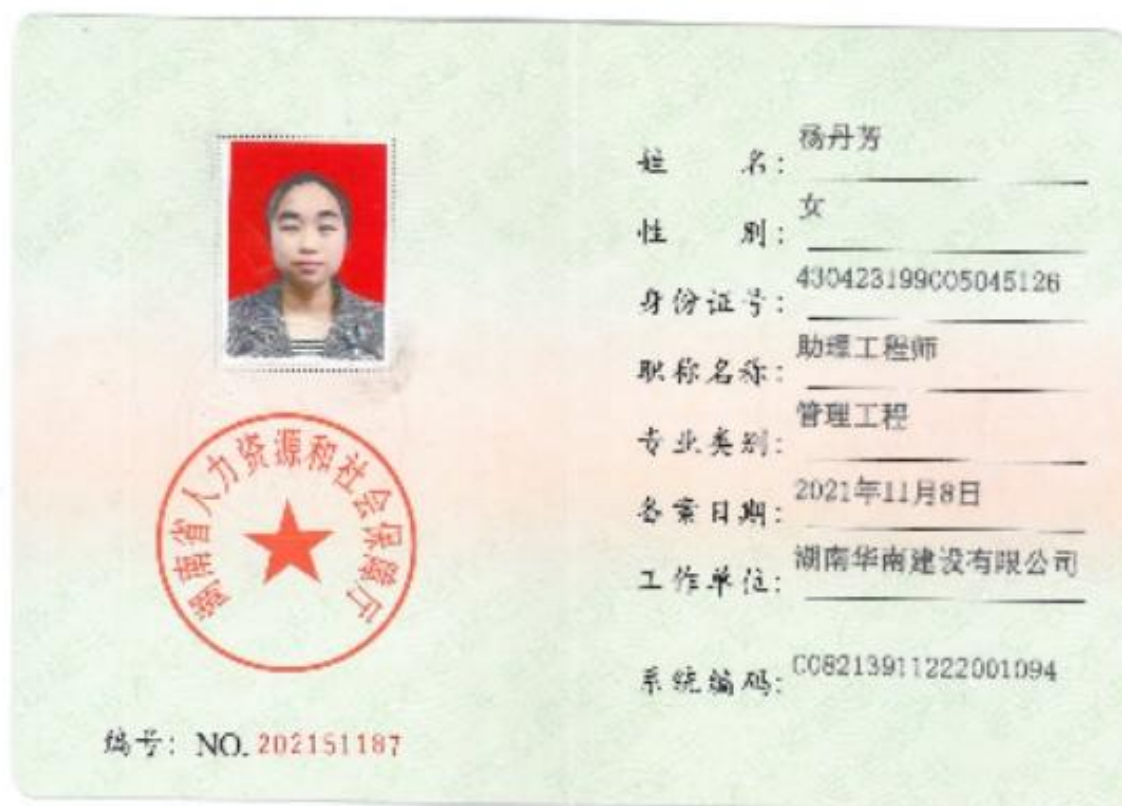 湖南省人力资源和社会保障厅
编号：NO. 202151187
姓 名：杨丹芳
性 别：女
身份证号：430423199005045126
职称名称：助理工程师
专业类别：管理工程
备案日期：2021年11月8日
工作单位：湖南华南建设有限公司
系统编码：C08213911222001094